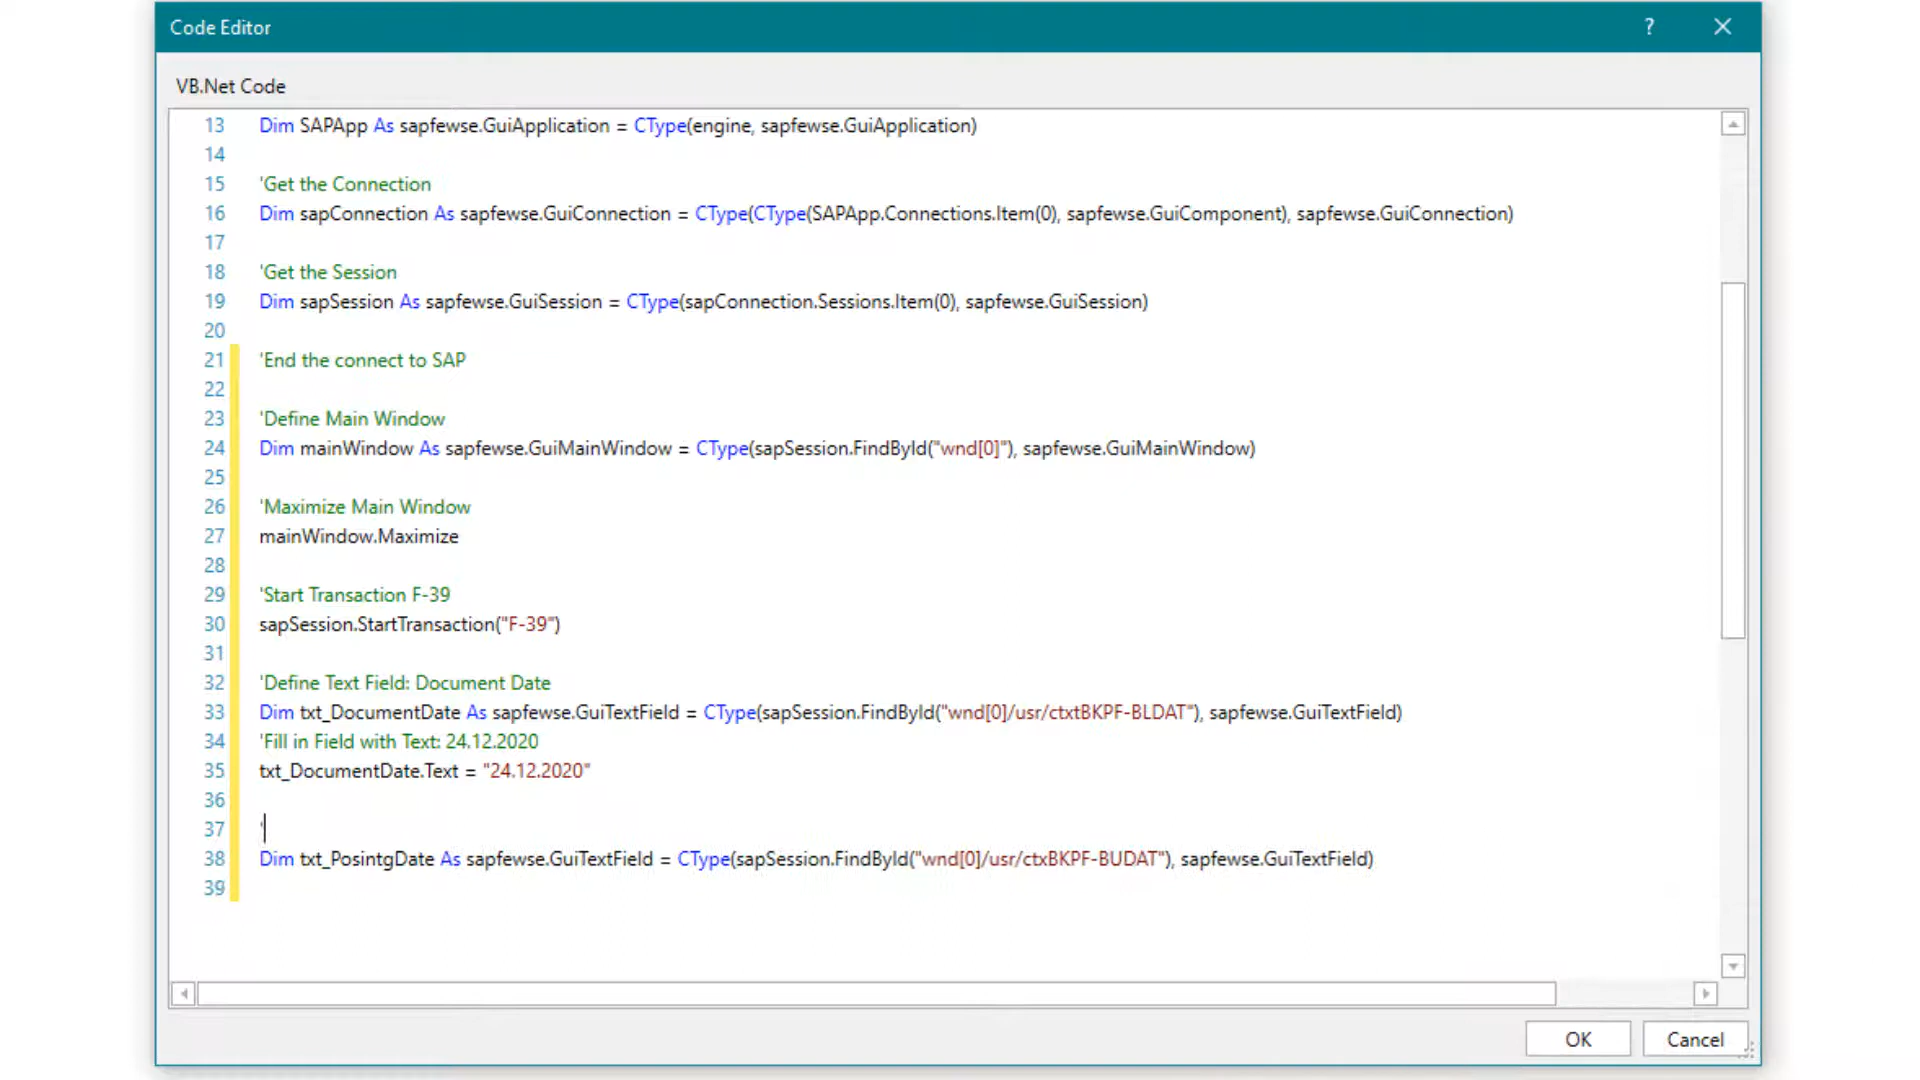 Code Editor
?
VB.Net Code
13 Dim SAPApp As sapfewse.GuiApplication = CType(engine, sapfewse.GuiApplication)
14
15 'Get the Connection
16 Dim sapConnection As sapfewse.GuiConnection = CType(CType(SAPApp.Connections.Item(0), sapfewse.GuiComponent), sapfewse.GuiConnection)
17
18 'Get the Session
19 Dim sapSession As sapfewse.GuiSession = CType(sapConnection.Sessions.Item(0), sapfewse.GuiSession)
20
21 'End the connect to SAP
22
23 'Define Main Window
24 Dim mainWindow As sapfewse.GuiMainWindow = CType(sapSession.FindById("wnd[0]"), sapfewse.GuiMainWindow)
25
26 'Maximize Main Window
27 mainWindow.Maximize
28
29 'Start Transaction F-39
30 sapSession.StartTransaction("F-39")
31
32 'Define Text Field: Document Date
33 Dim txt_DocumentDate As sapfewse.GuiTextField = CType(sapSession.FindById("wnd[0]/usr/ctxtBKPF-BLDAT"), sapfewse.GuiTextField)
34 'Fill in Field with Text: 24.12.2020
35 txt_DocumentDate.Text = "24.12.2020"
36
37 '
38 Dim txt_PosintgDate As sapfewse.GuiTextField = CType(sapSession.FindById("wnd[0]/usr/ctxBKPF-BUDAT"), sapfewse.GuiTextField)
39
OK
Cancel